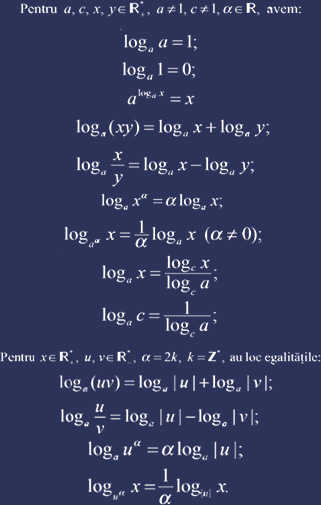 Pentru a, c, x, y ∈ ℝ₊*, a ≠ 1, c ≠ 1, α ∈ ℝ, avem:
logₐ a = 1;
logₐ 1 = 0;
a^(logₐ x) = x
logₐ (xy) = logₐ x + logₐ y;
logₐ x/y = logₐ x − logₐ y;
logₐ x^α = α logₐ x;
log_(a^α) x = 1/α logₐ x (α ≠ 0);
logₐ x = log_c x / log_c a;
logₐ c = 1 / log_c a;
Pentru x ∈ ℝ₊*, u, v ∈ ℝ₋*, α = 2k, k = Z*, au loc egalitățile:
logₐ (uv) = logₐ |u| + logₐ |v|;
logₐ u/v = logₐ |u| − logₐ |v|;
logₐ u^α = α logₐ |u|;
log_(u^α) x = 1/α log_|u| x.